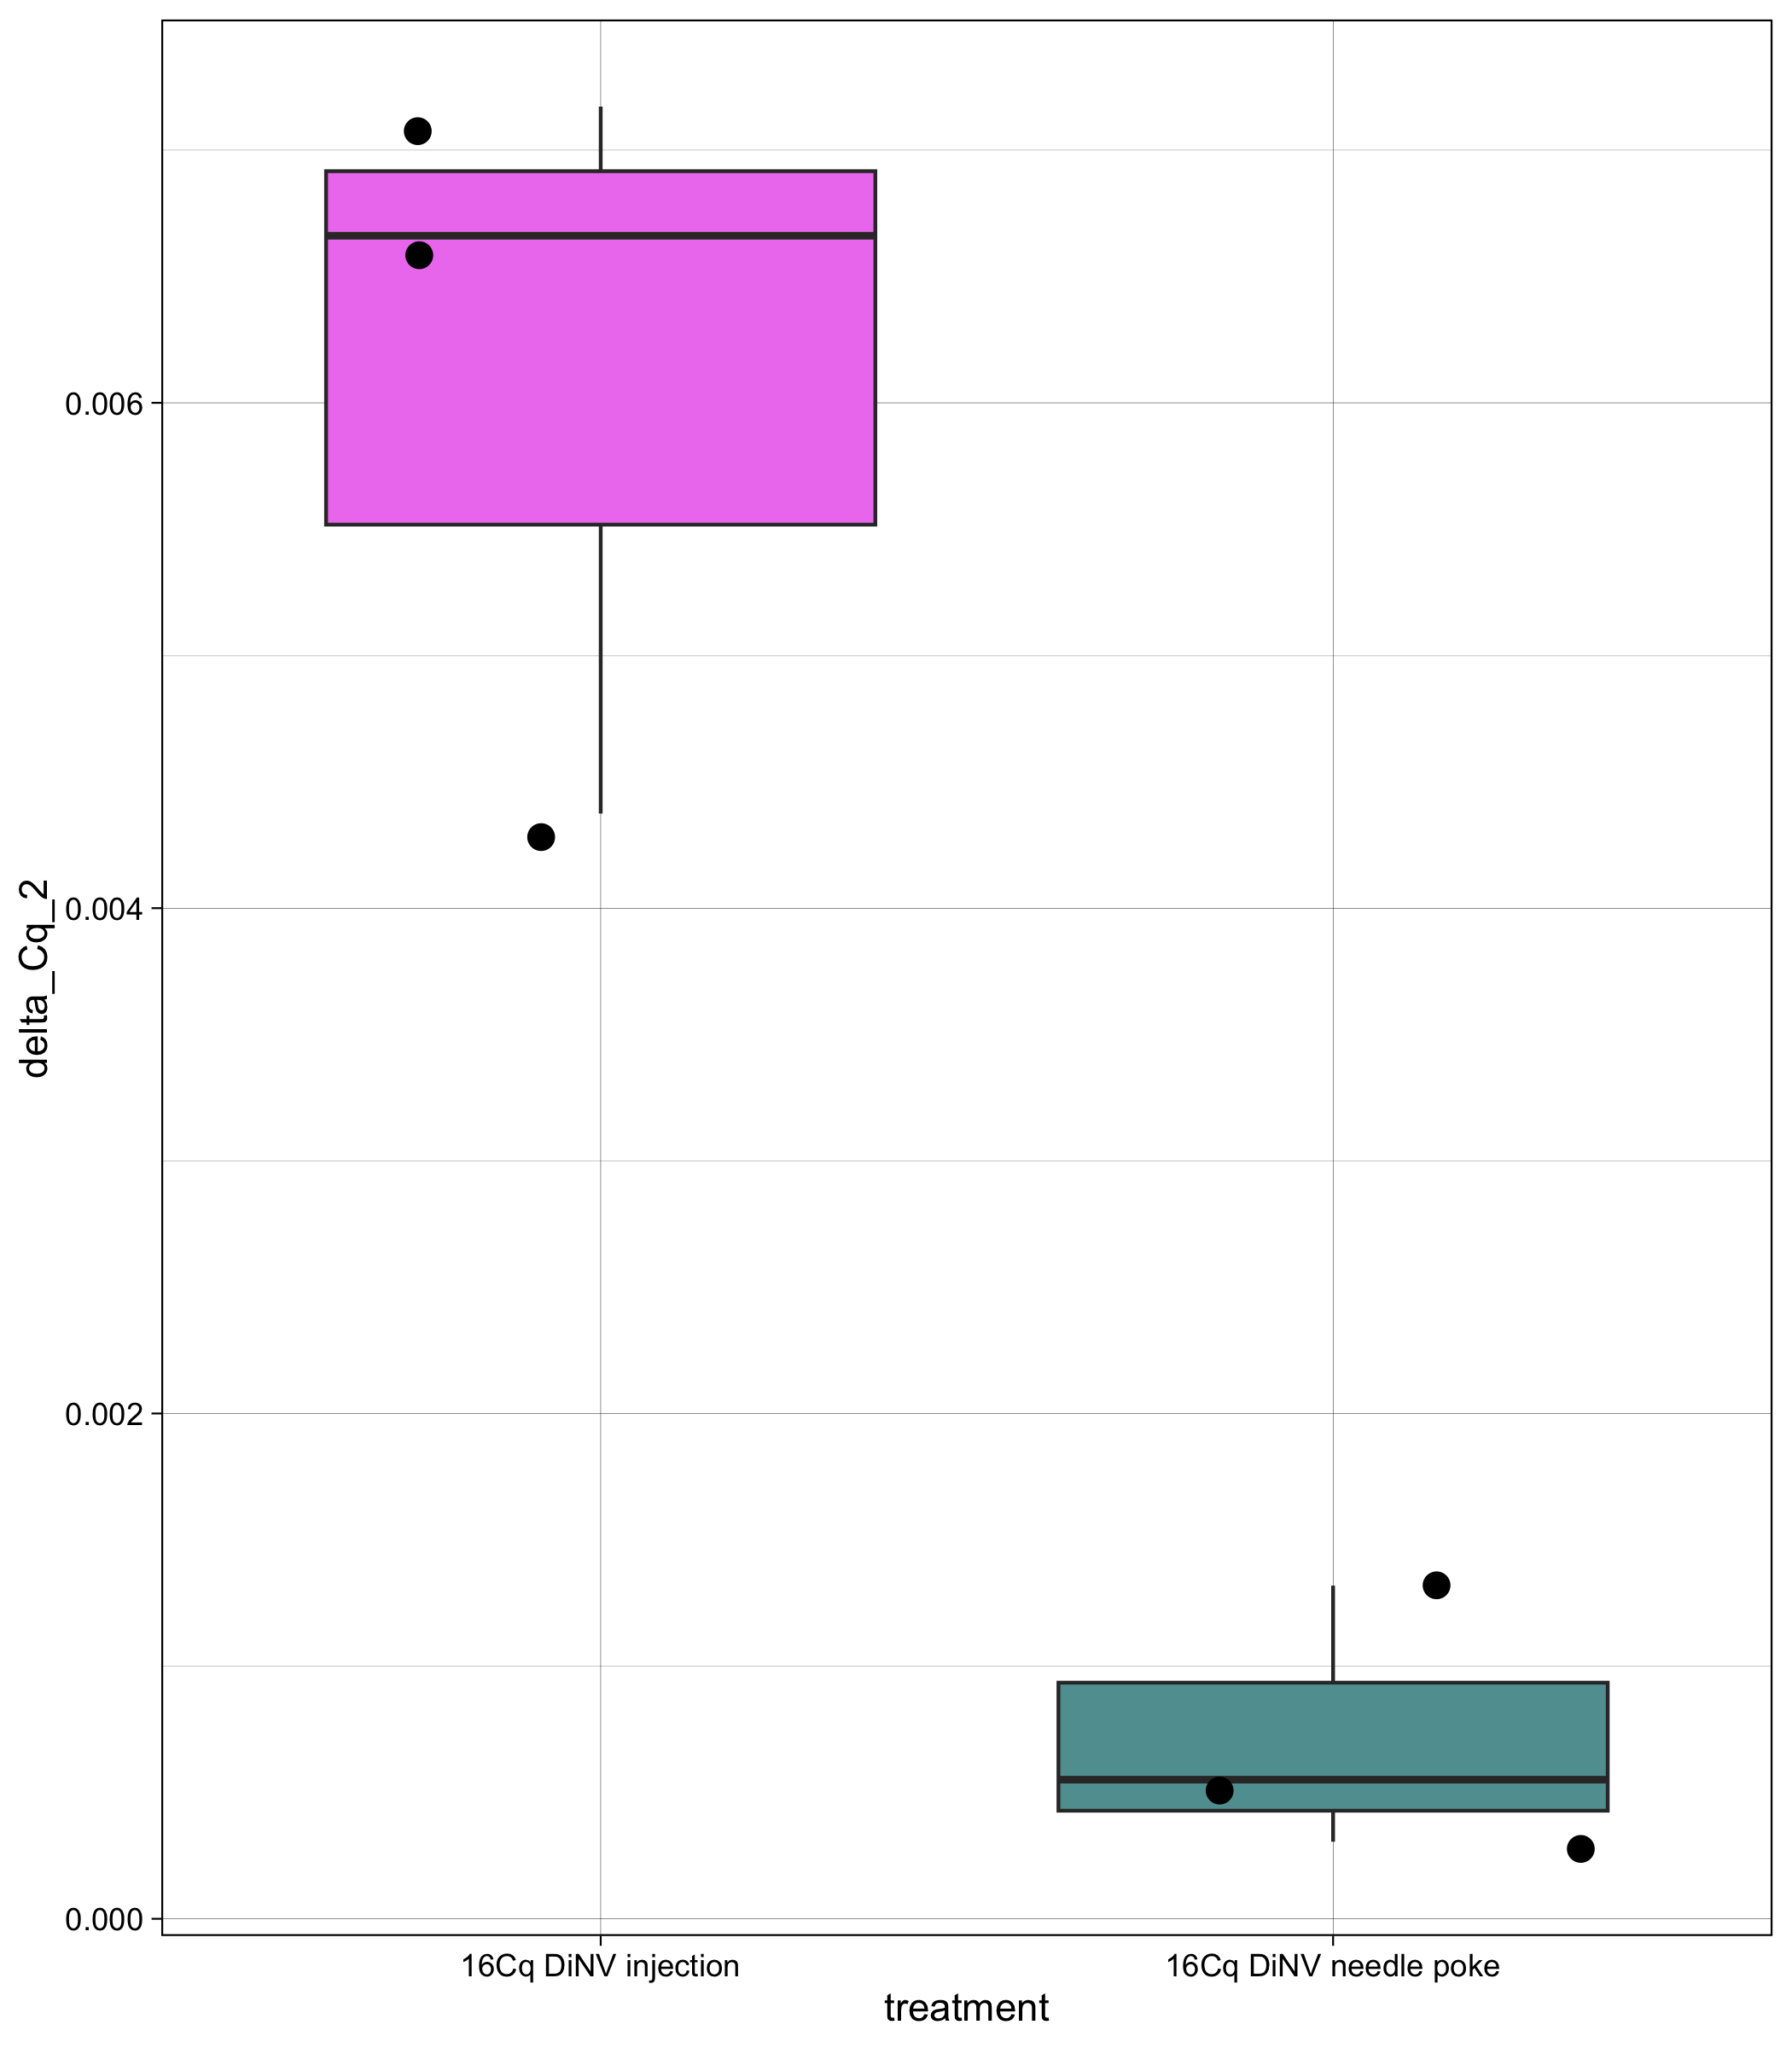 delta_Cq_2
0.006
0.004
0.002
0.000
16Cq DiNV injection
16Cq DiNV needle poke
treatment